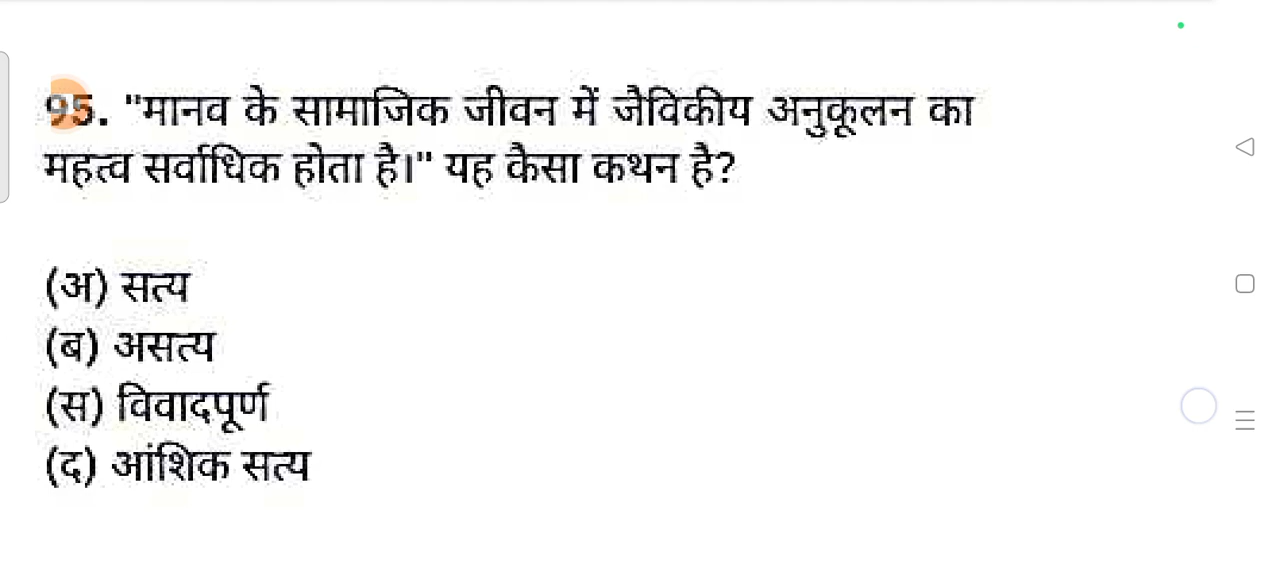 95. "मानव के सामाजिक जीवन में जैविकीय अनुकूलन का
महत्व सर्वाधिक होता है।" यह कैसा कथन है?
(अ) सत्य
(ब) असत्य
(स) विवादपूर्ण
(द) आंशिक सत्य